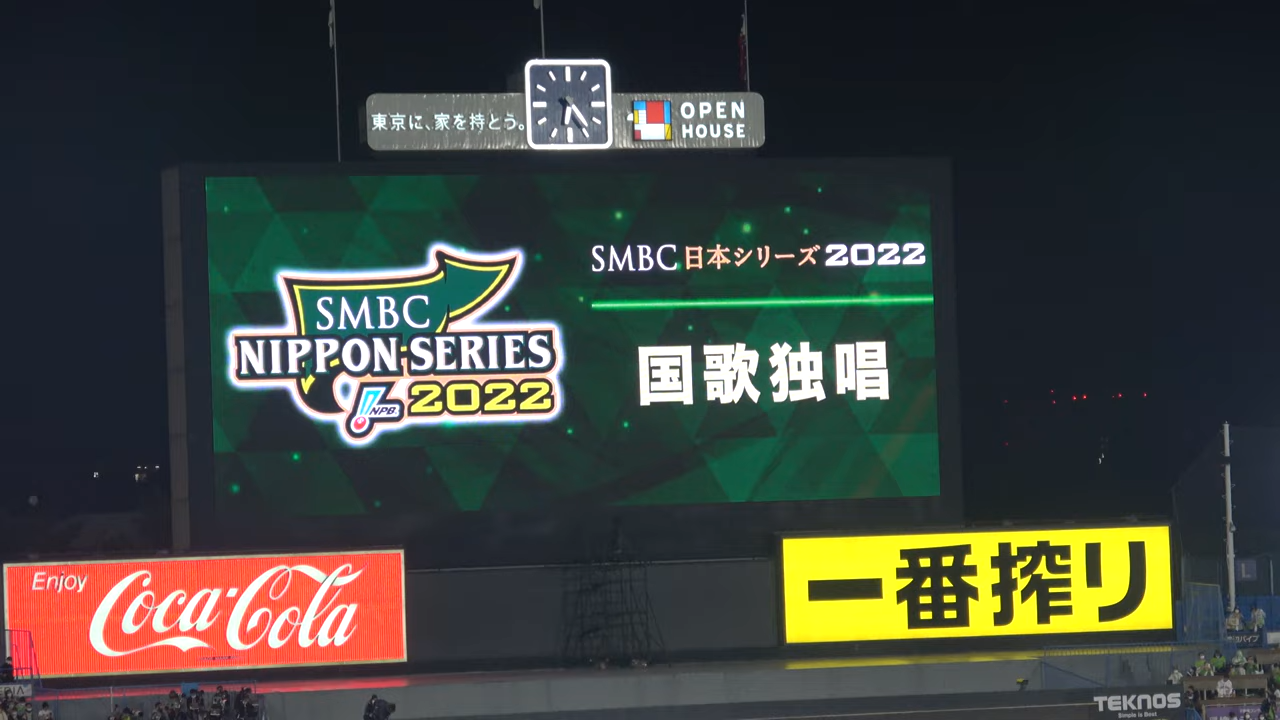 東京に、家を持とう。
OPEN
HOUSE
SMBC
NIPPON SERIES
NPB
2022
SMBC 日本シリーズ 2022
国歌独唱
Enjoy
Coca-Cola
一番搾り
TEKNOS
Simple is Best